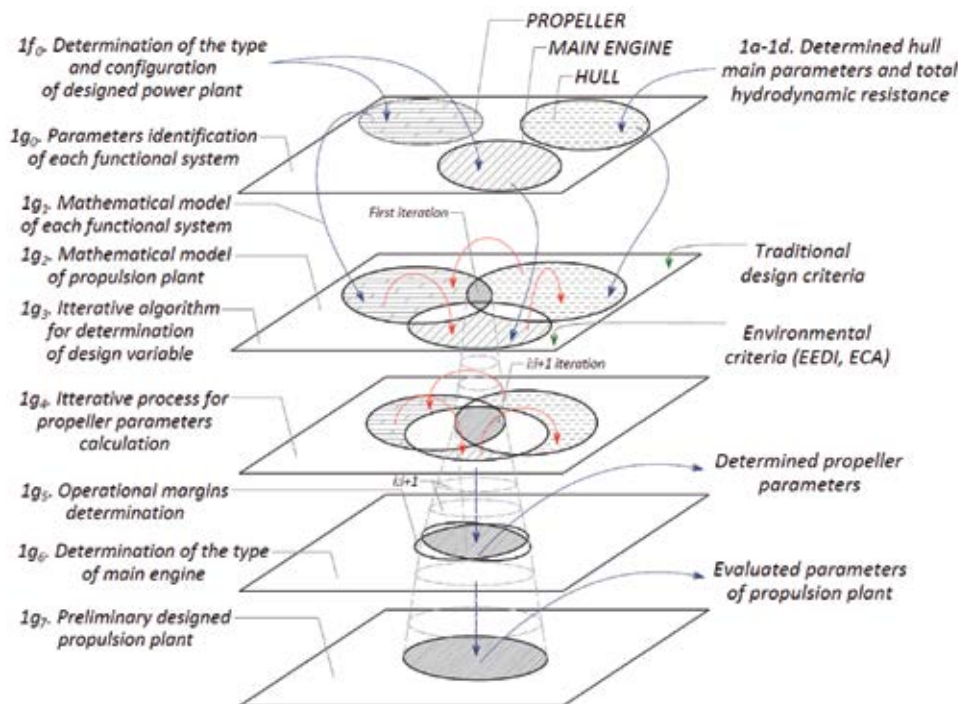 1f₀. Determination of the type
and configuration
of designed power plant
PROPELLER
MAIN ENGINE
HULL
1a-1d. Determined hull
main parameters and total
hydrodynamic resistance
1g₀. Parameters identification
of each functional system
1g₁. Mathematical model
of each functional system
First iteration
1g₂. Mathematical model
of propulsion plant
Traditional
design criteria
1g₃. Itterative algorithm
for determination
of design variable
Environmental
criteria (EEDI, ECA)
i:i+1 iteration
1g₄. Itterative process for
propeller parameters
calculation
Determined propeller
parameters
1g₅. Operational margins
determination
i:i+1
1g₆. Determination of the type
of main engine
Evaluated parameters
of propulsion plant
1g₇. Preliminary designed
propulsion plant